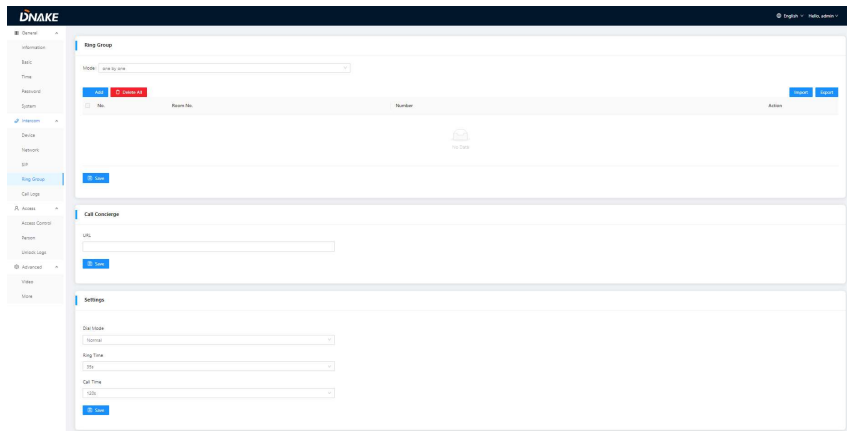 DNAKE
English
Hello, admin
General
Information
Basic
Time
Password
System
Intercom
Device
Network
SIP
Ring Group
Call Logs
Access
Access Control
Person
Unlock Logs
Advanced
Video
More
Ring Group
Mode: one by one
Add
Delete All
Import
Export
No.
Room No.
Number
Action
No Data
Save
Call Concierge
URL
Save
Settings
Dial Mode
Normal
Ring Time
Call Time
Save